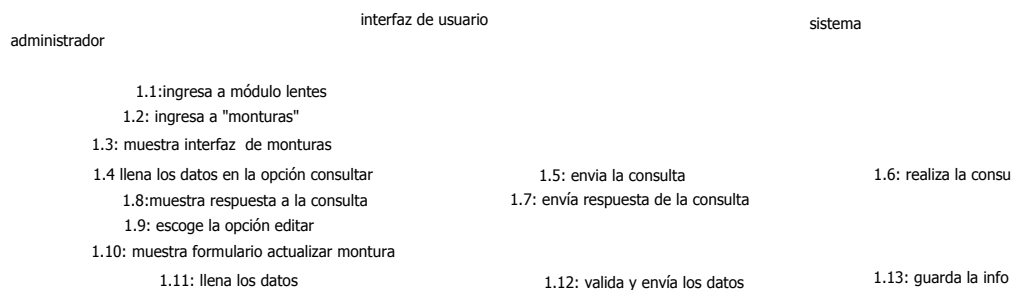 interfaz de usuario
sistema
administrador
1.1:ingresa a módulo lentes
1.2: ingresa a "monturas"
1.3: muestra interfaz de monturas
1.4 llena los datos en la opción consultar
1.5: envia la consulta
1.6: realiza la consu
1.8:muestra respuesta a la consulta
1.7: envía respuesta de la consulta
1.9: escoge la opción editar
1.10: muestra formulario actualizar montura
1.11: llena los datos
1.12: valida y envía los datos
1.13: guarda la info